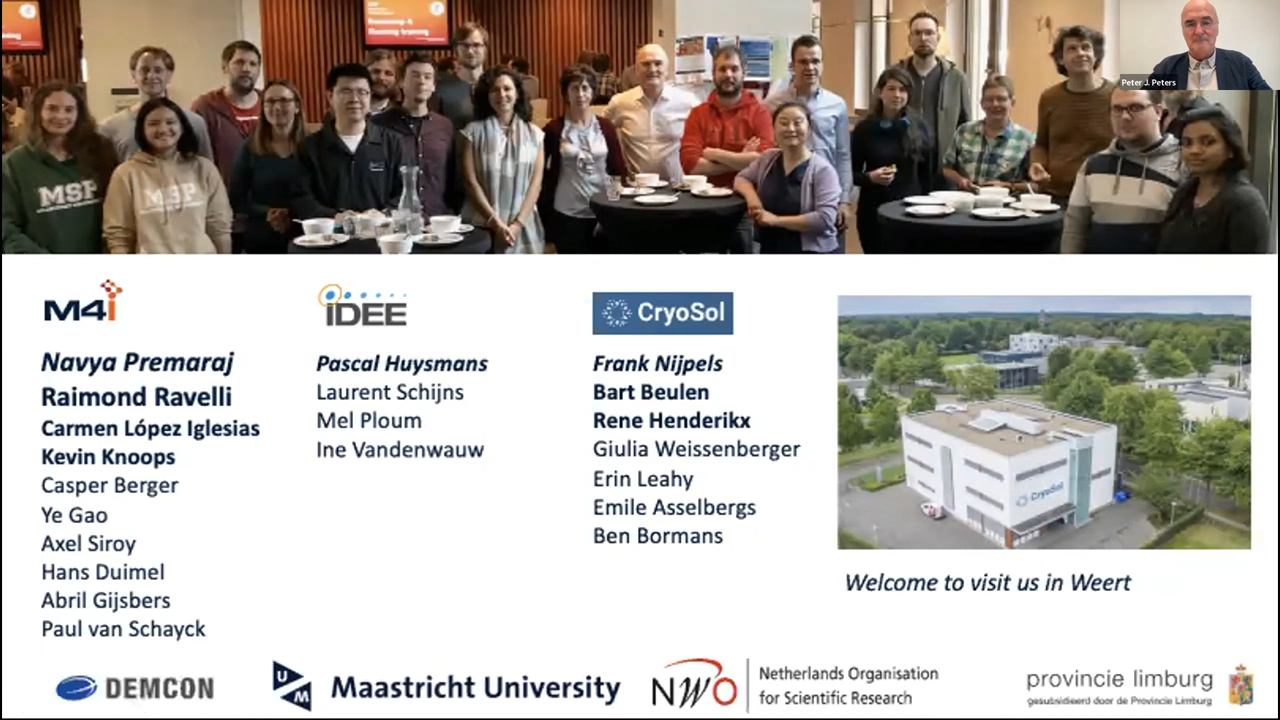 Running training
Peter J. Peters
MSP
MSP
M4i
Navya Premaraj
Raimond Ravelli
Carmen López Iglesias
Kevin Knoops
Casper Berger
Ye Gao
Axel Siroy
Hans Duimel
Abril Gijsbers
Paul van Schayck
iDEE
Pascal Huysmans
Laurent Schijns
Mel Ploum
Ine Vandenwauw
CryoSol
Frank Nijpels
Bart Beulen
Rene Henderikx
Giulia Weissenberger
Erin Leahy
Emile Asselbergs
Ben Bormans
CryoSol
Welcome to visit us in Weert
DEMCON
UM
Maastricht University
NWO
Netherlands Organisation
for Scientific Research
provincie limburg
gesubsidieerd door de Provincie Limburg